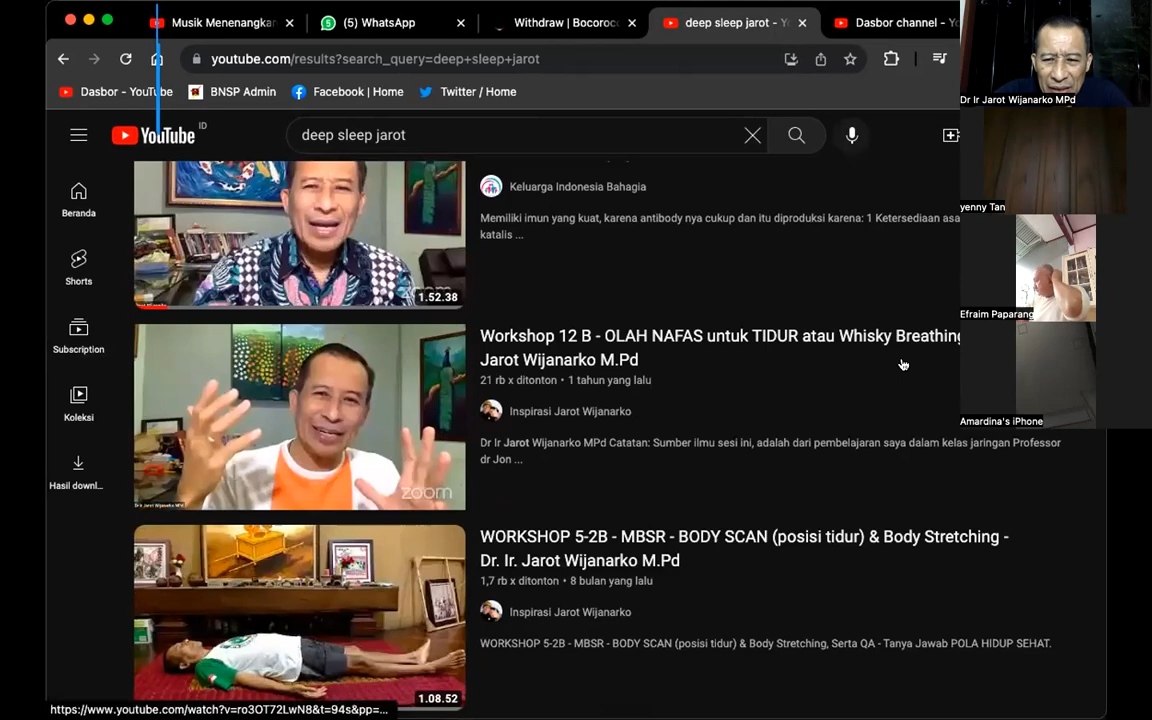 Musik Menenangka
(5) WhatsApp
Withdraw | Bocoroco
deep sleep jarot - Yo
Dasbor channel - Yo
youtube.com/results?search_query=deep+sleep+jarot
Dasbor - YouTube
BNSP Admin
Facebook | Home
Twitter / Home
YouTube ID
deep sleep jarot
Dr Ir Jarot Wijanarko MPd
yenny Tan
Efraim Paparang
Amardina's iPhone
Beranda
Shorts
Subscription
Koleksi
Hasil downl...
Keluarga Indonesia Bahagia
Memiliki imun yang kuat, karena antibody nya cukup dan itu diproduksi karena: 1 Ketersediaan asa
katalis ...
zoom
1.52.38
Workshop 12 B - OLAH NAFAS untuk TIDUR atau Whisky Breathing
Jarot Wijanarko M.Pd
21 rb x ditonton • 1 tahun yang lalu
Inspirasi Jarot Wijanarko
Dr Ir Jarot Wijanarko MPd Catatan: Sumber ilmu sesi ini, adalah dari pembelajaran saya dalam kelas jaringan Professor
dr Jon ...
zoom
WORKSHOP 5-2B - MBSR - BODY SCAN (posisi tidur) & Body Stretching -
Dr. Ir. Jarot Wijanarko M.Pd
1,7 rb x ditonton • 8 bulan yang lalu
Inspirasi Jarot Wijanarko
WORKSHOP 5-2B - MBSR - BODY SCAN (posisi tidur) & Body Stretching, Serta QA - Tanya Jawab POLA HIDUP SEHAT.
1.08.52
https://www.youtube.com/watch?v=ro3OT72LwN8&t=94s&pp=...